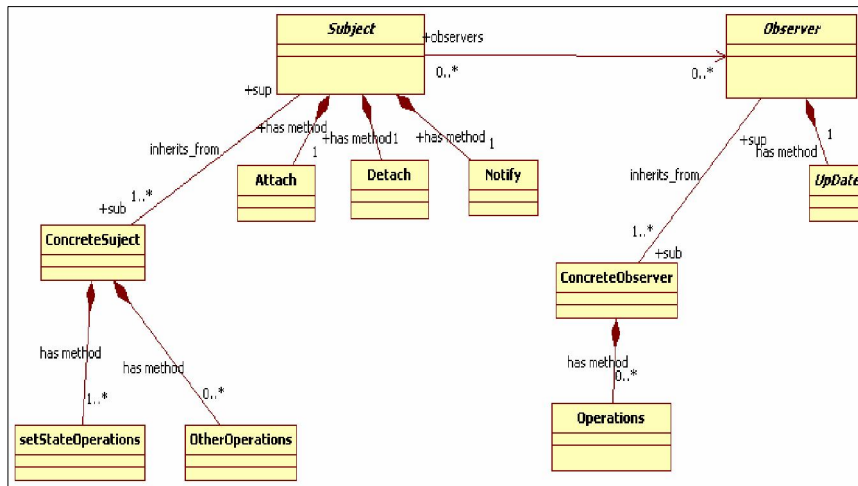 Subject
+observers
Observer
0..*
0..*
+sup
+has method
+has method
1
+has method
1
1
+sup
has method
1
inherits_from
inherits_from
Attach
Detach
Notify
UpDate
1..*
+sub
1..*
+sub
ConcreteSuject
ConcreteObserver
has method
has method
has method
1..*
0..*
0..*
setStateOperations
OtherOperations
Operations